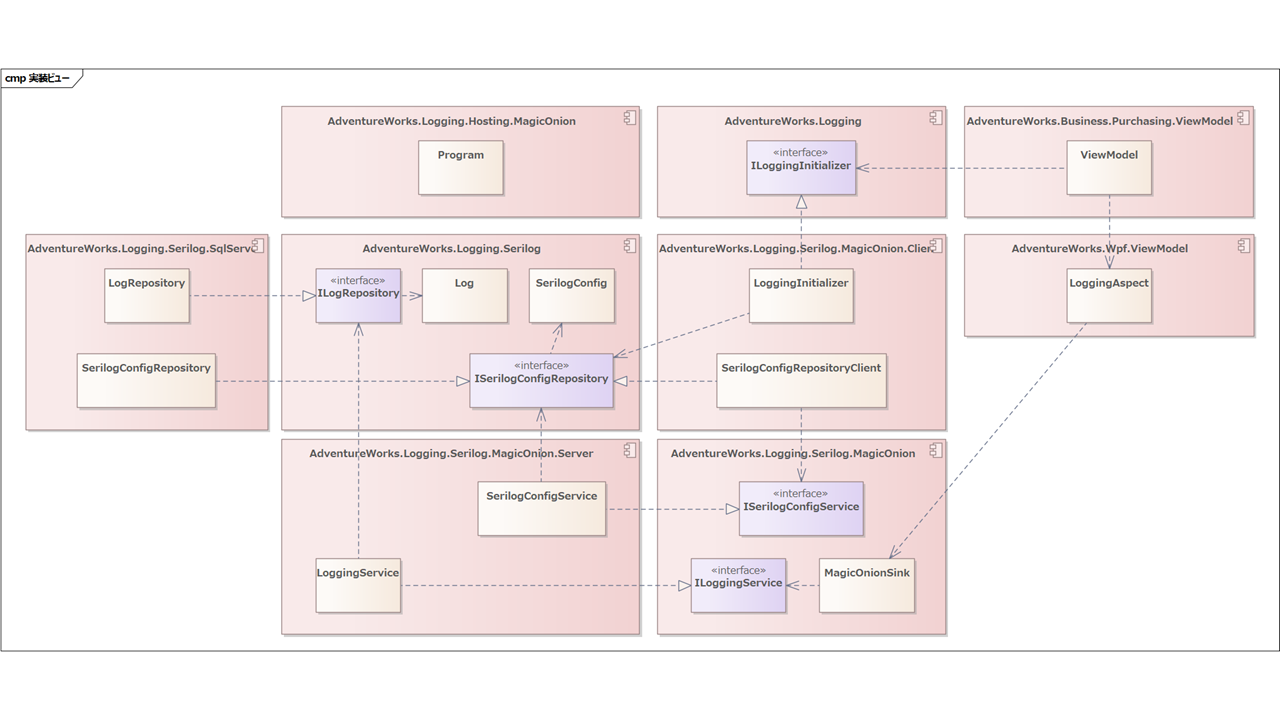 cmp 実装ビュー
AdventureWorks.Logging.Hosting.MagicOnion
Program
AdventureWorks.Logging
«interface»
ILoggingInitializer
AdventureWorks.Business.Purchasing.ViewModel
ViewModel
AdventureWorks.Logging.Serilog.SqlServe
LogRepository
SerilogConfigRepository
AdventureWorks.Logging.Serilog
«interface»
ILogRepository
Log
SerilogConfig
«interface»
ISerilogConfigRepository
AdventureWorks.Logging.Serilog.MagicOnion.Clien
LoggingInitializer
SerilogConfigRepositoryClient
AdventureWorks.Wpf.ViewModel
LoggingAspect
AdventureWorks.Logging.Serilog.MagicOnion.Server
SerilogConfigService
LoggingService
AdventureWorks.Logging.Serilog.MagicOnion
«interface»
ISerilogConfigService
«interface»
ILoggingService
MagicOnionSink